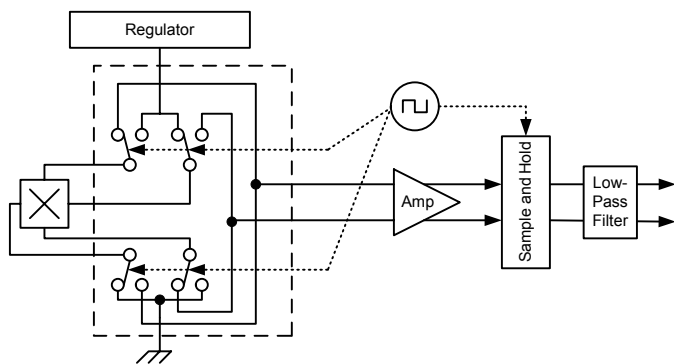 Regulator
Amp
Sample and Hold
Low-
Pass
Filter